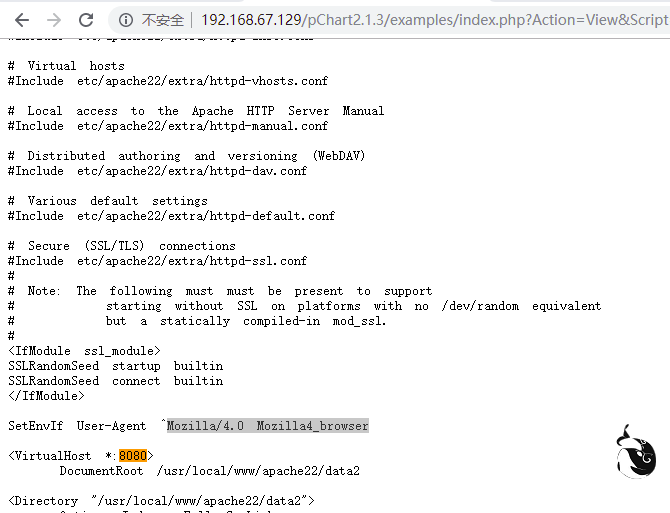 不安全 192.168.67.129/pChart2.1.3/examples/index.php?Action=View&Script
# Virtual hosts
#Include etc/apache22/extra/httpd-vhosts.conf
# Local access to the Apache HTTP Server Manual
#Include etc/apache22/extra/httpd-manual.conf
# Distributed authoring and versioning (WebDAV)
#Include etc/apache22/extra/httpd-dav.conf
# Various default settings
#Include etc/apache22/extra/httpd-default.conf
# Secure (SSL/TLS) connections
#Include etc/apache22/extra/httpd-ssl.conf
#
# Note: The following must must be present to support
# starting without SSL on platforms with no /dev/random equivalent
# but a statically compiled-in mod_ssl.
#
<IfModule ssl_module>
SSLRandomSeed startup builtin
SSLRandomSeed connect builtin
</IfModule>
SetEnvIf User-Agent ^Mozilla/4.0 Mozilla4_browser
<VirtualHost *:8080>
DocumentRoot /usr/local/www/apache22/data2
<Directory "/usr/local/www/apache22/data2">